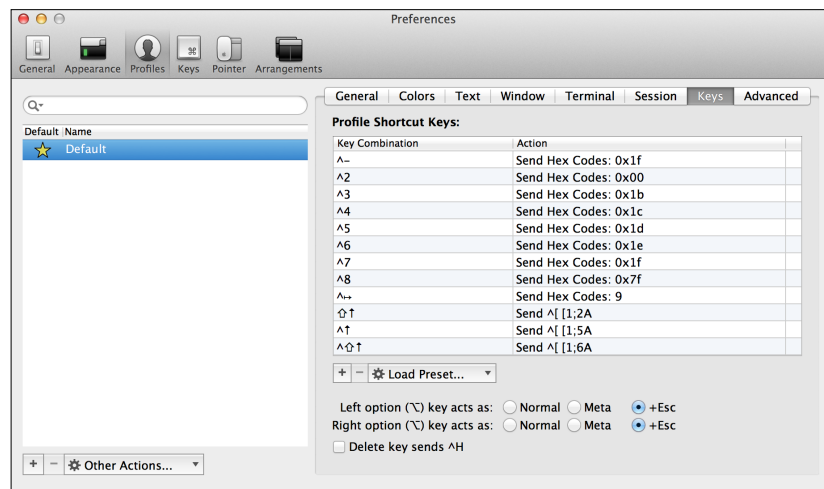 Preferences
General Appearance Profiles Keys Pointer Arrangements
General Colors Text Window Terminal Session Keys Advanced
Default Name
Default
Profile Shortcut Keys:
Key Combination Action
^- Send Hex Codes: 0x1f
^2 Send Hex Codes: 0x00
^3 Send Hex Codes: 0x1b
^4 Send Hex Codes: 0x1c
^5 Send Hex Codes: 0x1d
^6 Send Hex Codes: 0x1e
^7 Send Hex Codes: 0x1f
^8 Send Hex Codes: 0x7f
^↦ Send Hex Codes: 9
⇧↑ Send ^[ [1;2A
^↑ Send ^[ [1;5A
^⇧↑ Send ^[ [1;6A
+ - Load Preset...
Left option (⌥) key acts as: Normal Meta +Esc
Right option (⌥) key acts as: Normal Meta +Esc
Delete key sends ^H
+ - Other Actions...